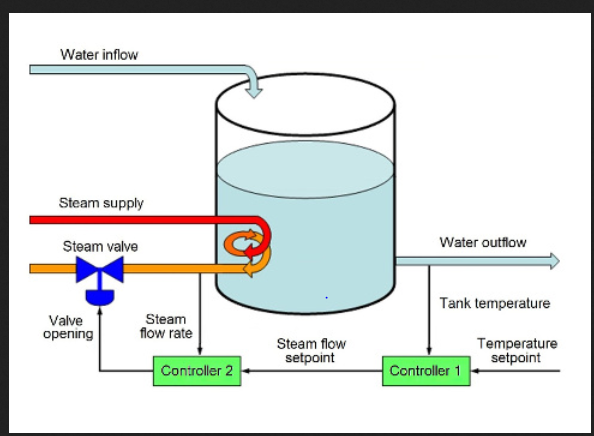 Water inflow
Steam supply
Steam valve
Water outflow
Tank temperature
Valve
opening
Steam
flow rate
Steam flow
setpoint
Temperature
setpoint
Controller 2
Controller 1